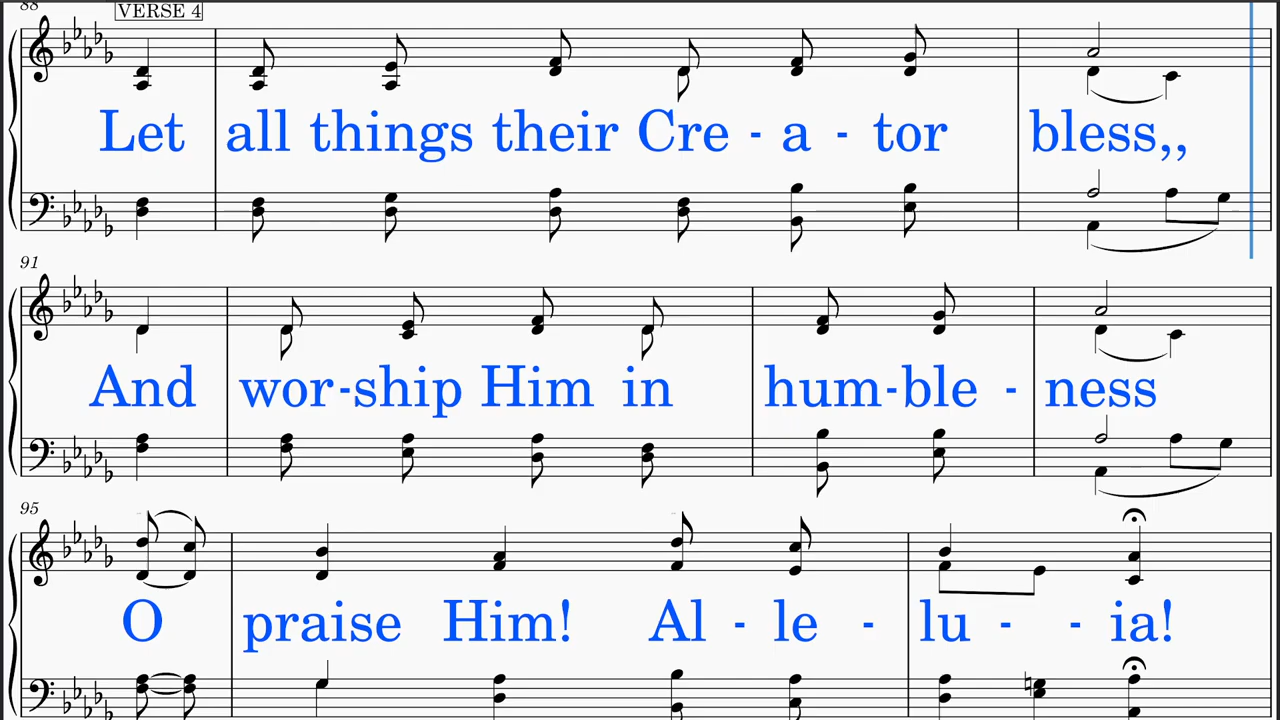 88
VERSE 4
Let all things their Cre - a - tor bless,,
91
And wor-ship Him in hum-ble - ness
95
O praise Him! Al - le - lu - - ia!